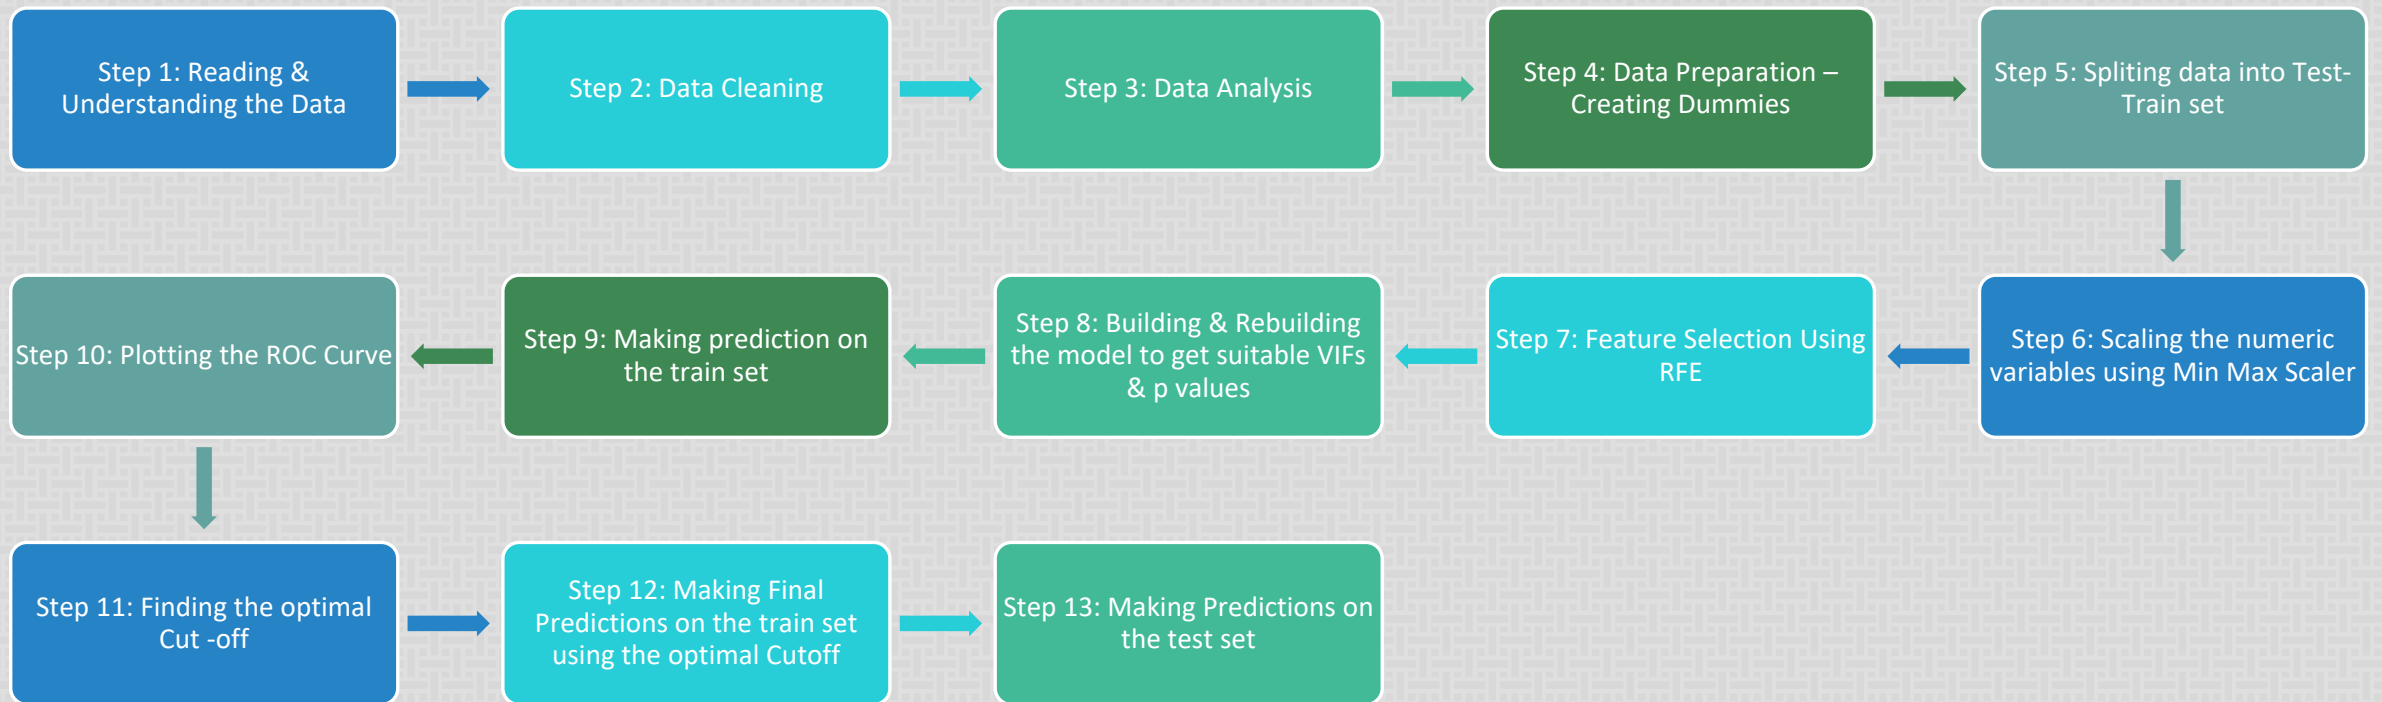 Step 1: Reading &
Understanding the Data
Step 2: Data Cleaning
Step 3: Data Analysis
Step 4: Data Preparation –
Creating Dummies
Step 5: Spliting data into Test-
Train set
Step 6: Scaling the numeric
variables using Min Max Scaler
Step 7: Feature Selection Using
RFE
Step 8: Building & Rebuilding
the model to get suitable VIFs
& p values
Step 9: Making prediction on
the train set
Step 10: Plotting the ROC Curve
Step 11: Finding the optimal
Cut -off
Step 12: Making Final
Predictions on the train set
using the optimal Cutoff
Step 13: Making Predictions on
the test set